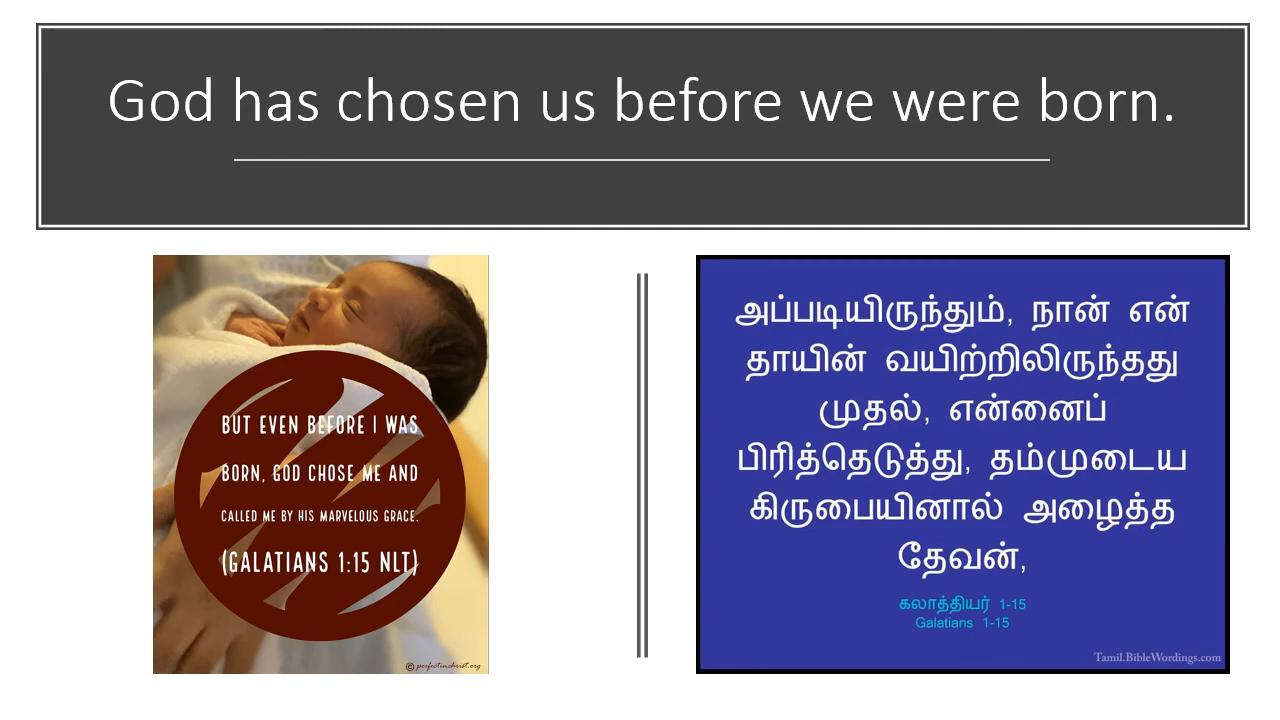 God has chosen us before we were born.
BUT EVEN BEFORE I WAS
BORN, GOD CHOSE ME AND
CALLED ME BY HIS MARVELOUS GRACE.
(GALATIANS 1:15 NLT)
© perfectinchrist.org
அப்படியிருந்தும், நான் என்
தாயின் வயிற்றிலிருந்தது
முதல், என்னைப்
பிரித்தெடுத்து, தம்முடைய
கிருபையினால் அழைத்த
தேவன்,
கலாத்தியர் 1-15
Galatians 1-15
Tamil.BibleWordings.com